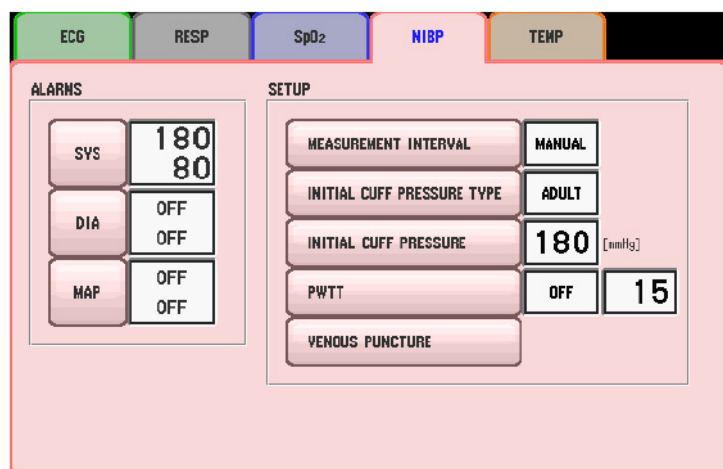 ECG RESP SpO2 NIBP TEMP
ALARMS SETUP
SYS 180 80
DIA OFF OFF
MAP OFF OFF
MEASUREMENT INTERVAL MANUAL
INITIAL CUFF PRESSURE TYPE ADULT
INITIAL CUFF PRESSURE 180 [mmHg]
PWTT OFF 15
VENOUS PUNCTURE